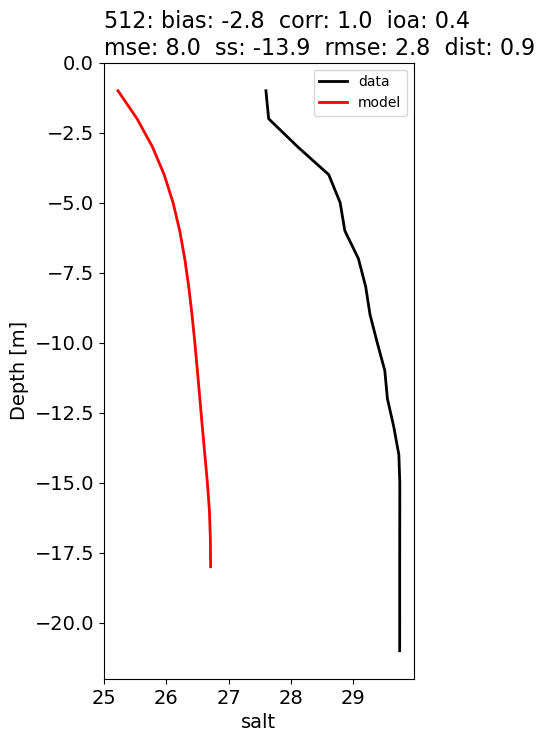 512: bias: -2.8  corr: 1.0  ioa: 0.4
mse: 8.0  ss: -13.9  rmse: 2.8  dist: 0.9
data
model
0.0
−2.5
−5.0
−7.5
−10.0
−12.5
−15.0
−17.5
−20.0
Depth [m]
25
26
27
28
29
salt